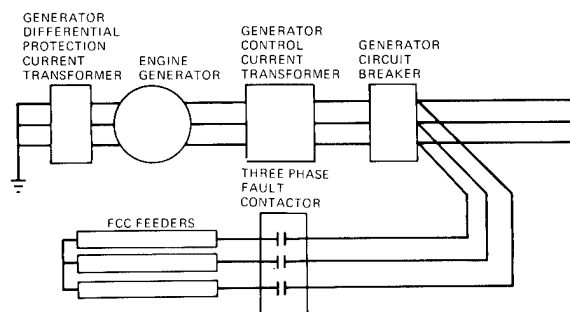 GENERATOR
DIFFERENTIAL
PROTECTION
CURRENT
TRANSFORMER
ENGINE
GENERATOR
GENERATOR
CONTROL
CURRENT
TRANSFORMER
GENERATOR
CIRCUIT
BREAKER
THREE PHASE
FAULT
CONTACTOR
FCC FEEDERS